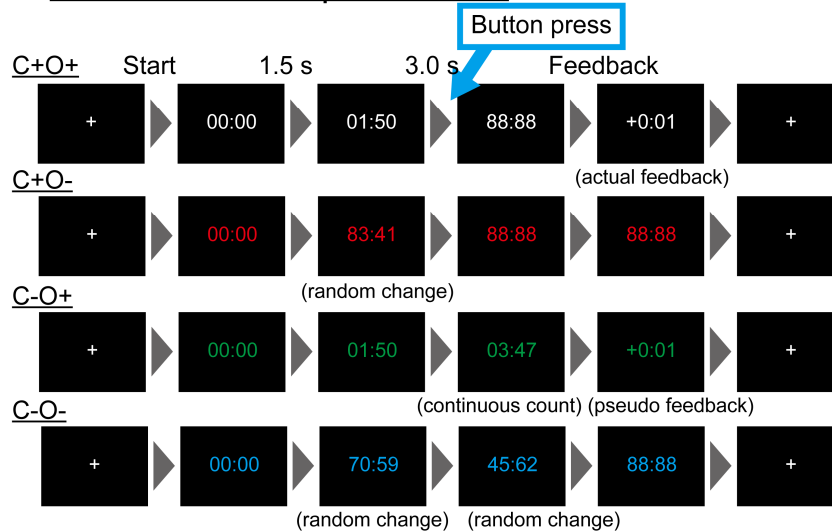 Button press
C+O+ Start 1.5 s 3.0 s Feedback
+ 00:00 01:50 88:88 +0:01 +
(actual feedback)
C+O-
+ 00:00 83:41 88:88 88:88 +
(random change)
C-O+
+ 00:00 01:50 03:47 +0:01 +
(continuous count) (pseudo feedback)
C-O-
+ 00:00 70:59 45:62 88:88 +
(random change) (random change)